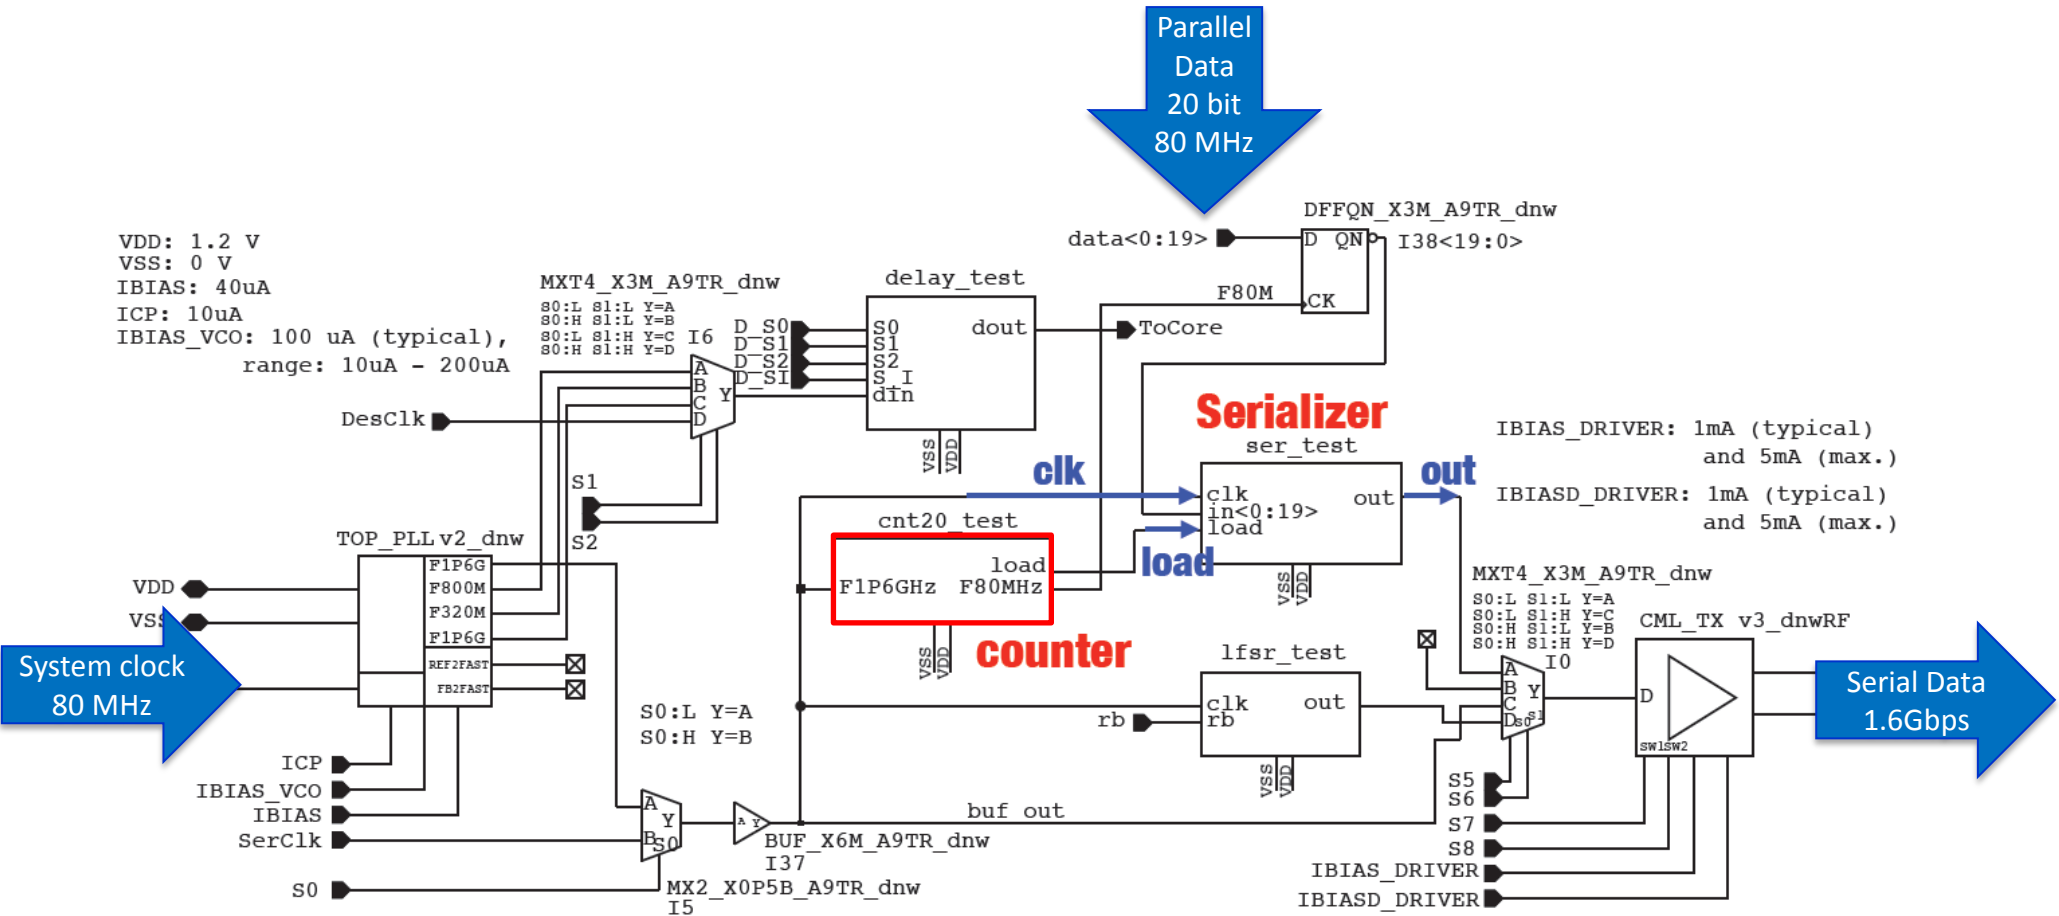 Parallel
Data
20 bit
80 MHz
DFFQN_X3M_A9TR_dnw
data<0:19>
D QN
I38<19:0>
F80M
CK
VDD: 1.2 V
VSS: 0 V
IBIAS: 40uA
ICP: 10uA
IBIAS_VCO: 100 uA (typical),
range: 10uA - 200uA
MXT4_X3M_A9TR_dnw
S0:L S1:L Y=A
S0:H S1:L Y=B
S0:L S1:H Y=C
S0:H S1:H Y=D
I6
A
B
C
D
Y
DesClk
S1
S2
delay_test
D_S0
D_S1
D_S2
D_SI
S0
S1
S2
S_I
din
dout
ToCore
VSS
VDD
Serializer
ser_test
clk
out
clk
in<0:19>
load
out
load
VSS
VDD
IBIAS_DRIVER: 1mA (typical)
and 5mA (max.)
IBIASD_DRIVER: 1mA (typical)
and 5mA (max.)
cnt20_test
load
F1P6GHz F80MHz
VSS
VDD
counter
TOP_PLL v2_dnw
F1P6G
F800M
F320M
F1P6G
REF2FAST
FB2FAST
VDD
VSS
System clock
80 MHz
ICP
IBIAS_VCO
IBIAS
SerClk
S0
S0:L Y=A
S0:H Y=B
A
B
Y
S0
MX2_X0P5B_A9TR_dnw
I5
A Y
BUF_X6M_A9TR_dnw
I37
buf out
lfsr_test
rb
clk
rb
out
VSS
VDD
MXT4_X3M_A9TR_dnw
S0:L S1:L Y=A
S0:L S1:H Y=C
S0:H S1:L Y=B
S0:H S1:H Y=D
I0
A
B
C
D
Y
S0 S1
S5
S6
S7
S8
IBIAS_DRIVER
IBIASD_DRIVER
CML_TX v3_dnwRF
D
SW1SW2
Serial Data
1.6Gbps